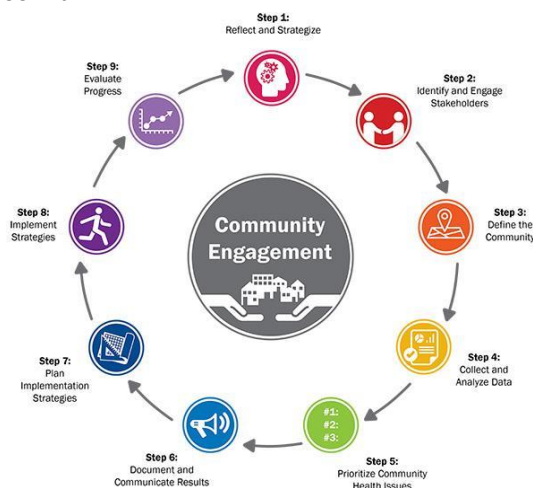 Step 1:
Reflect and Strategize
Step 2:
Identify and Engage
Stakeholders
Step 3:
Define the
Community
Step 4:
Collect and
Analyze Data
#1:
#2:
#3:
Step 5:
Prioritize Community
Health Issues
Step 6:
Document and
Communicate Results
Step 7:
Plan
Implementation
Strategies
Step 8:
Implement
Strategies
Step 9:
Evaluate
Progress
Community
Engagement